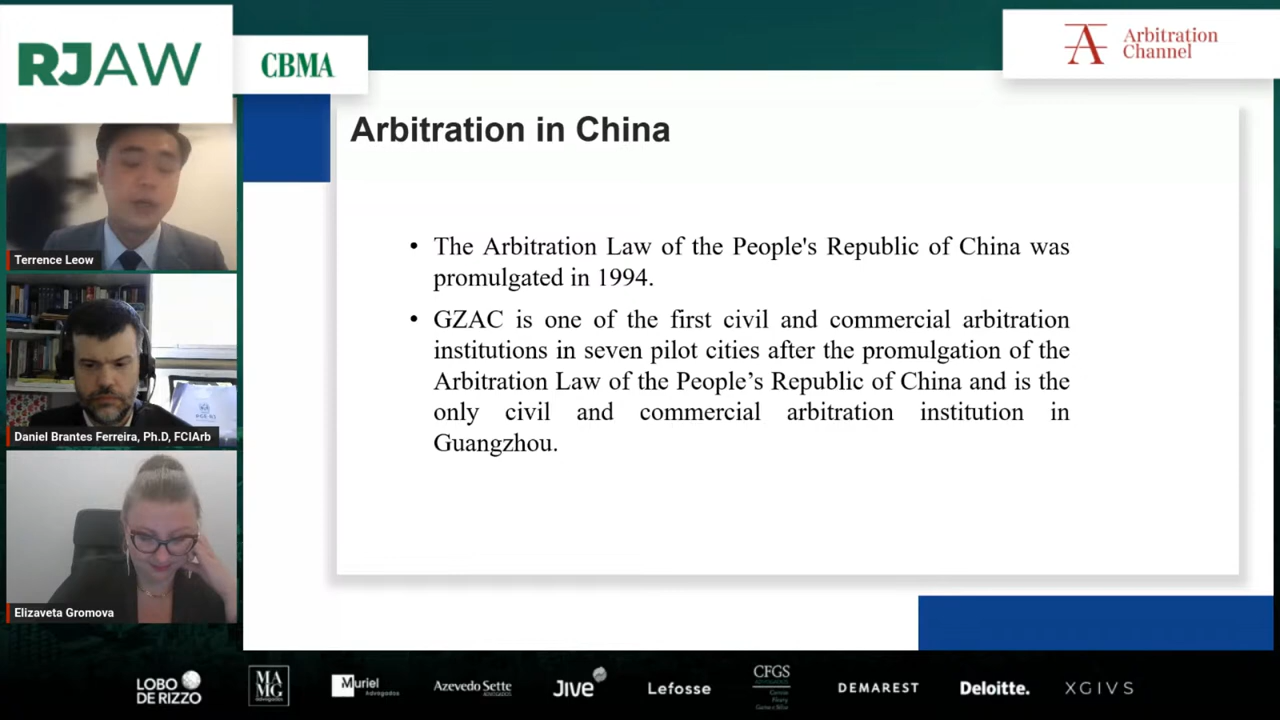 RJAW
CBMA
Arbitration
Channel
Arbitration in China
• The Arbitration Law of the People's Republic of China was
promulgated in 1994.
• GZAC is one of the first civil and commercial arbitration
institutions in seven pilot cities after the promulgation of the
Arbitration Law of the People’s Republic of China and is the
only civil and commercial arbitration institution in
Guangzhou.
Terrence Leow
Daniel Brantes Ferreira, Ph.D, FCIArb
Elizaveta Gromova
LOBO
DE RIZZO
MA
MG
Muriel
Advogados
Azevedo Sette
Jive
Lefosse
CFGS
DEMAREST
Deloitte.
XGIVS